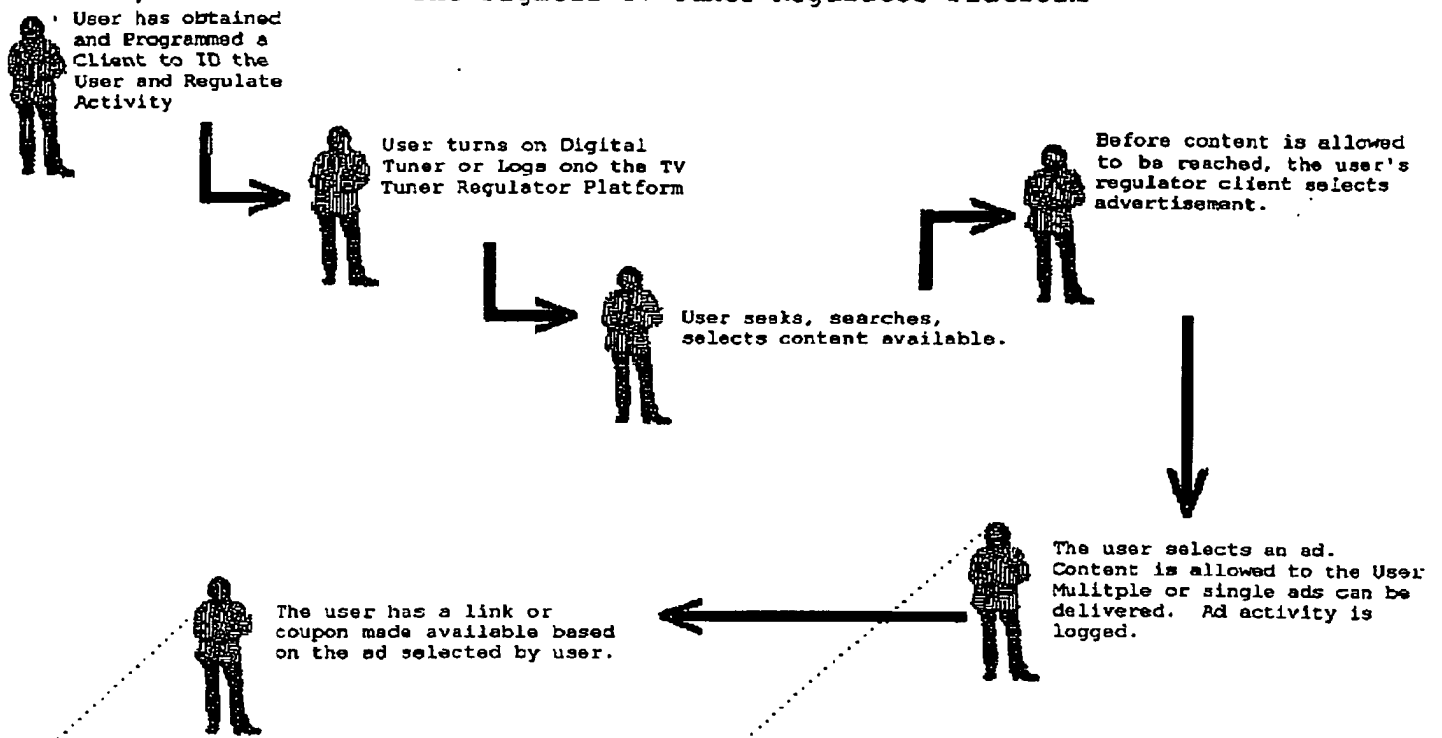 User has obtained
and Programmed a
Client to ID the
User and Regulate
Activity
User turns on Digital
Tuner or Logs ono the TV
Tuner Regulator Platform
User seeks, searches,
selects content available.
Before content is allowed
to be reached, the user's
regulator client selects
advertisement.
The user selects an ad.
Content is allowed to the User
Mulitple or single ads can be
delivered. Ad activity is
logged.
The user has a link or
coupon made available based
on the ad selected by user.